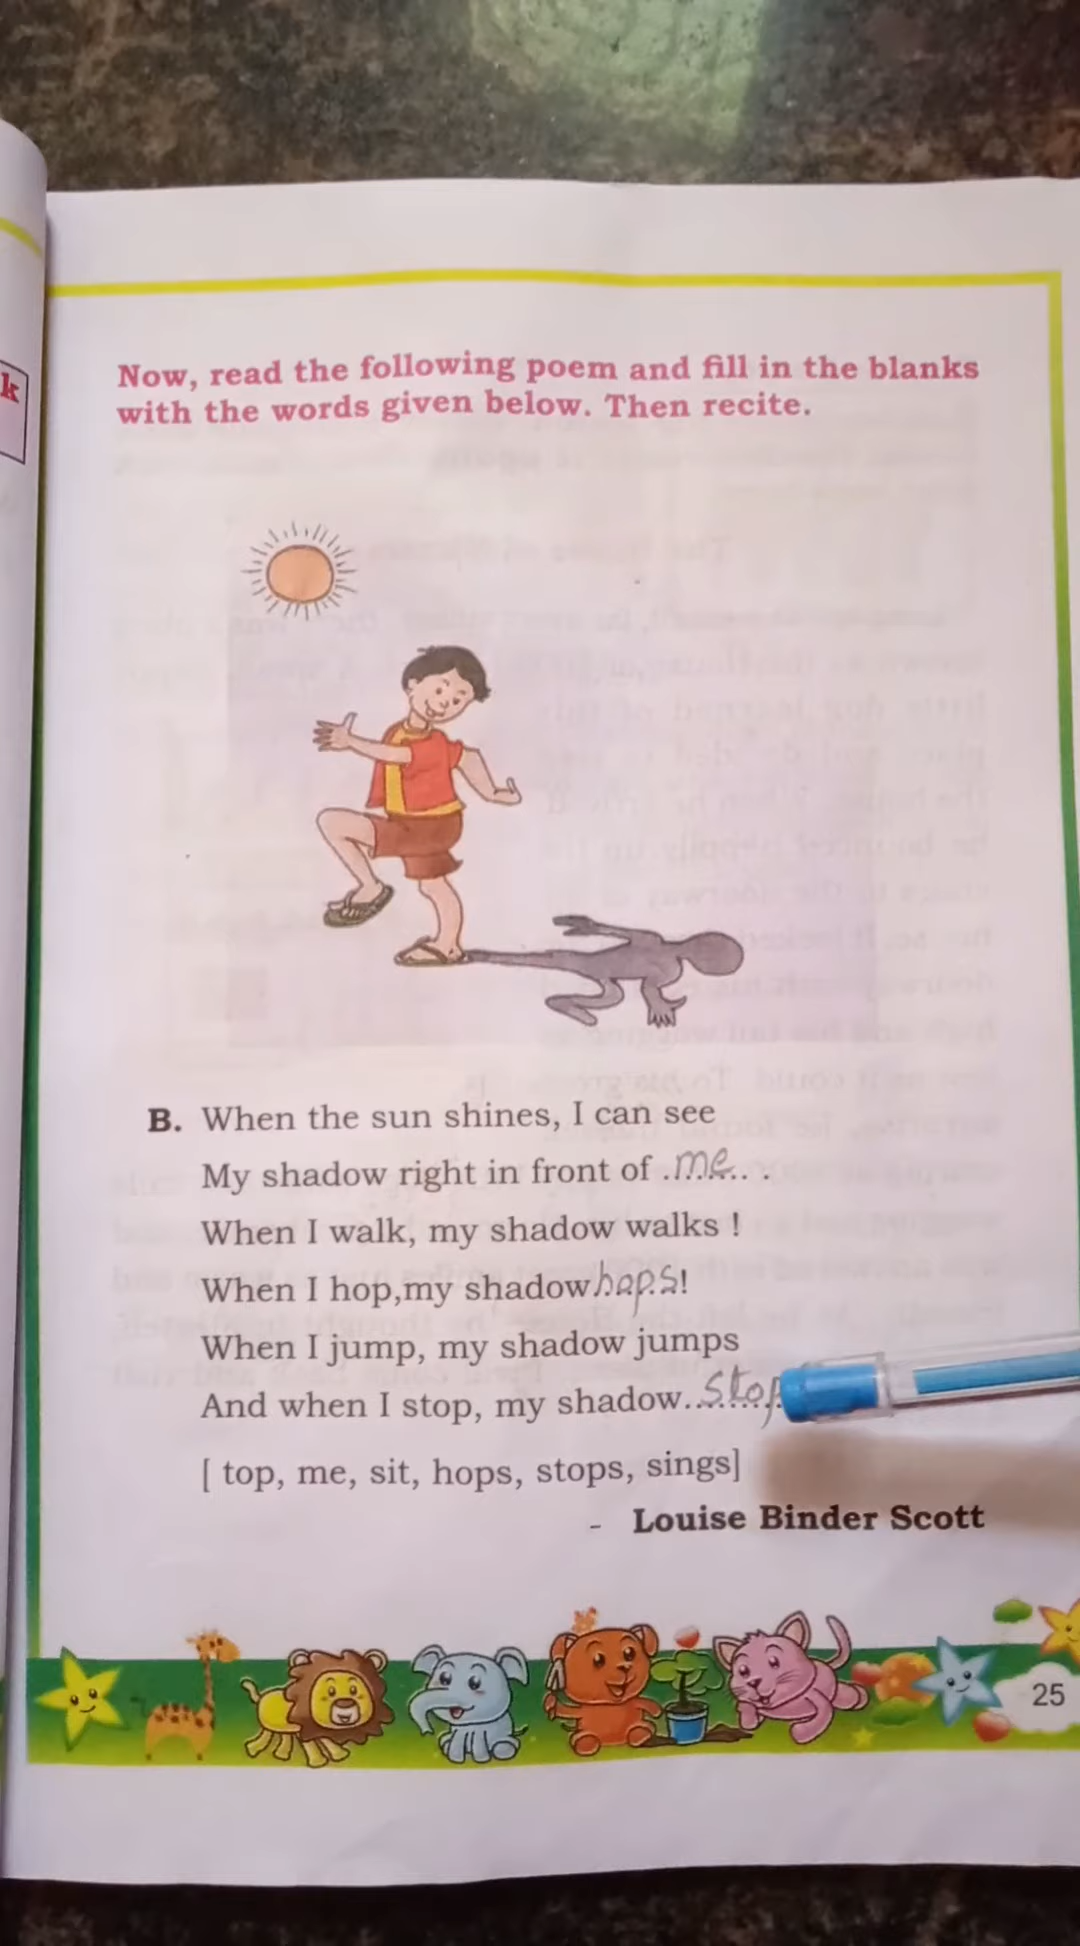 k
Now, read the following poem and fill in the blanks
with the words given below. Then recite.
B. When the sun shines, I can see
My shadow right in front of ..me.. .
When I walk, my shadow walks !
When I hop,my shadow hops!
When I jump, my shadow jumps
And when I stop, my shadow..stop
[ top, me, sit, hops, stops, sings]
- Louise Binder Scott
25